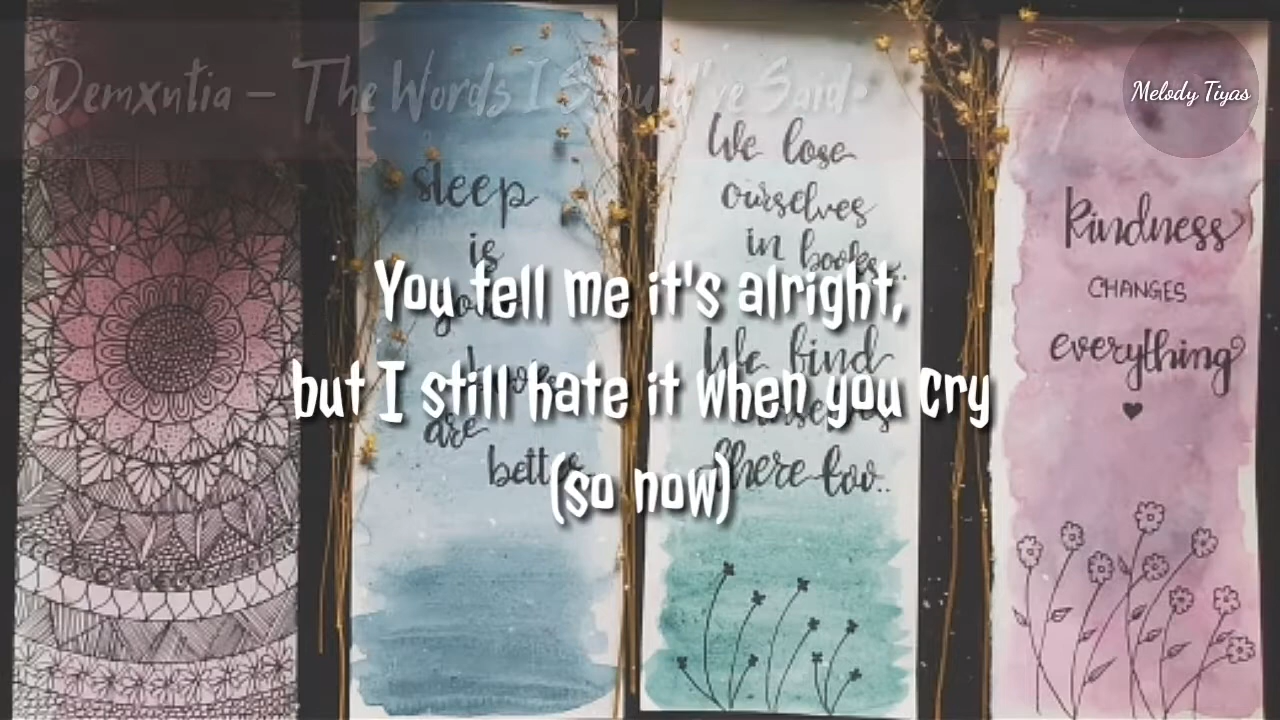 •Demxntia – The Words I Should've Said•
Melody Tiyas
sleep
is
are
We lose
ourselves
in books..
We find
ourselves
there too..
kindness
CHANGES
everything
You tell me it's alright,
but I still hate it when you cry
(so now)